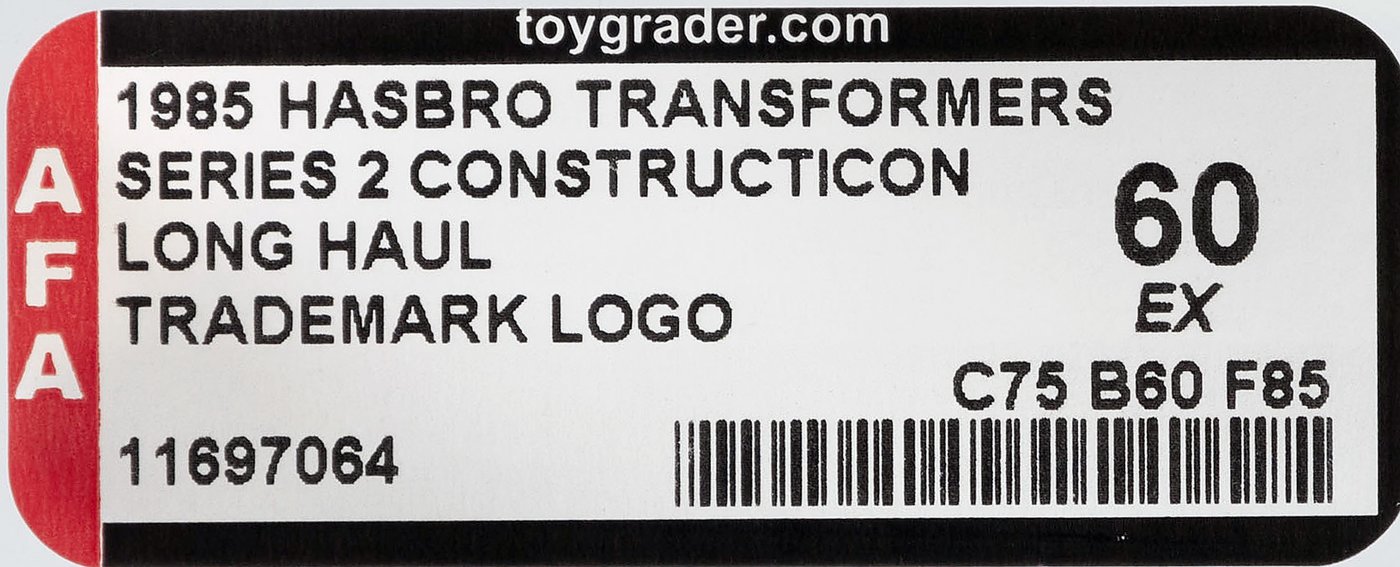 toygrader.com
AFA
1985 HASBRO TRANSFORMERS
SERIES 2 CONSTRUCTICON
LONG HAUL
TRADEMARK LOGO
60
EX
C75 B60 F85
11697064